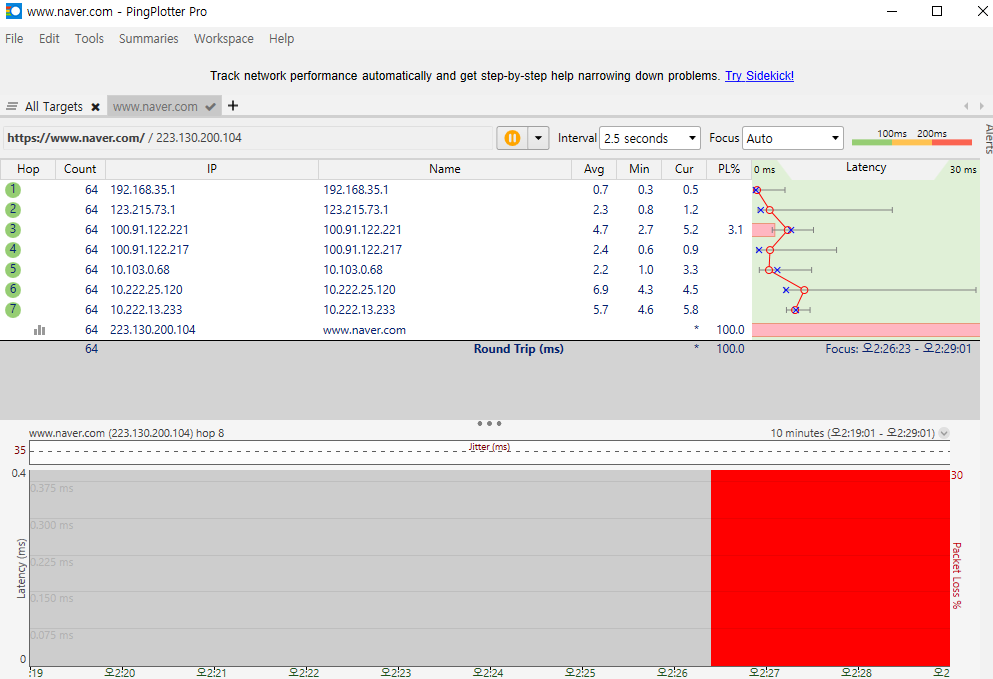 www.naver.com - PingPlotter Pro
File Edit Tools Summaries Workspace Help
Track network performance automatically and get step-by-step help narrowing down problems. Try Sidekick!
All Targets www.naver.com
https://www.naver.com/ / 223.130.200.104 Interval 2.5 seconds Focus Auto 100ms 200ms
Alerts
Hop Count IP Name Avg Min Cur PL% 0 ms Latency 30 ms
1 64 192.168.35.1 192.168.35.1 0.7 0.3 0.5
2 64 123.215.73.1 123.215.73.1 2.3 0.8 1.2
3 64 100.91.122.221 100.91.122.221 4.7 2.7 5.2 3.1
4 64 100.91.122.217 100.91.122.217 2.4 0.6 0.9
5 64 10.103.0.68 10.103.0.68 2.2 1.0 3.3
6 64 10.222.25.120 10.222.25.120 6.9 4.3 4.5
7 64 10.222.13.233 10.222.13.233 5.7 4.6 5.8
64 223.130.200.104 www.naver.com * 100.0
64 Round Trip (ms) * 100.0 Focus: 오2:26:23 - 오2:29:01
www.naver.com (223.130.200.104) hop 8 10 minutes (오2:19:01 - 오2:29:01)
35 Jitter (ms)
0.4 30
0.375 ms
0.300 ms
0.225 ms
0.150 ms
0.075 ms
0
Latency (ms)
Packet Loss %
:19 오2:20 오2:21 오2:22 오2:23 오2:24 오2:25 오2:26 오2:27 오2:28 오2